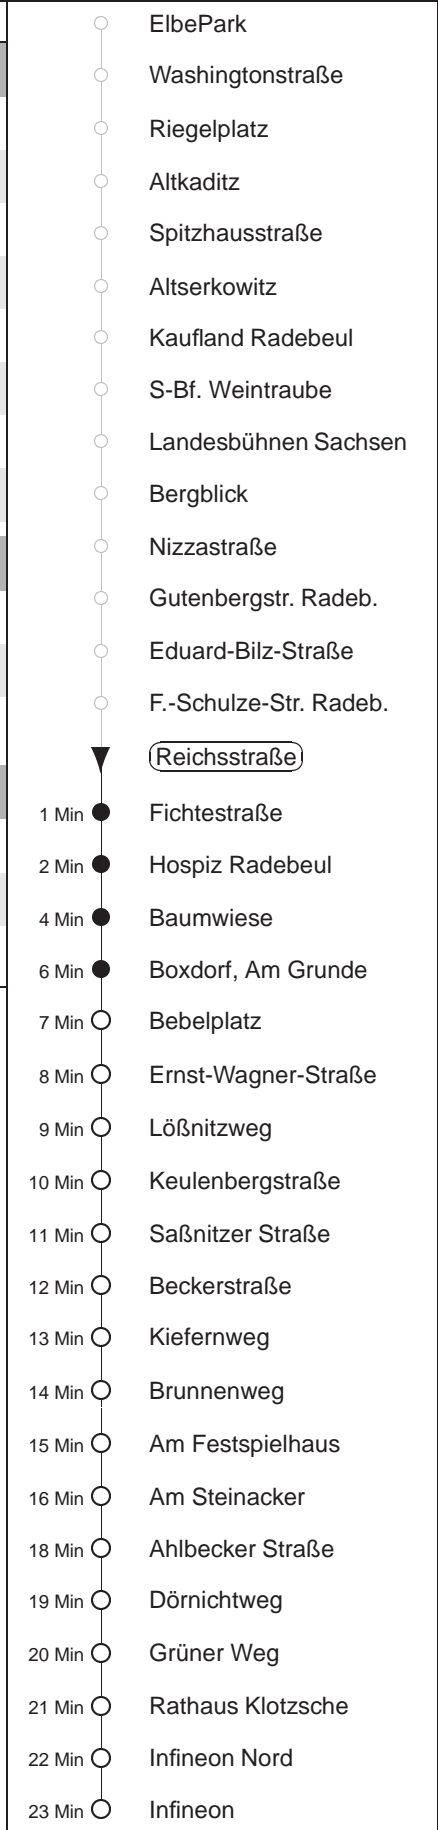 ElbePark
Washingtonstraße
Riegelplatz
Altkaditz
Spitzhausstraße
Altserkowitz
Kaufland Radebeul
S-Bf. Weintraube
Landesbühnen Sachsen
Bergblick
Nizzastraße
Gutenbergstr. Radeb.
Eduard-Bilz-Straße
F.-Schulze-Str. Radeb.
Reichsstraße
1 Min Fichtestraße
2 Min Hospiz Radebeul
4 Min Baumwiese
6 Min Boxdorf, Am Grunde
7 Min Bebelplatz
8 Min Ernst-Wagner-Straße
9 Min Lößnitzweg
10 Min Keulenbergstraße
11 Min Saßnitzer Straße
12 Min Beckerstraße
13 Min Kiefernweg
14 Min Brunnenweg
15 Min Am Festspielhaus
16 Min Am Steinacker
18 Min Ahlbecker Straße
19 Min Dörnichtweg
20 Min Grüner Weg
21 Min Rathaus Klotzsche
22 Min Infineon Nord
23 Min Infineon